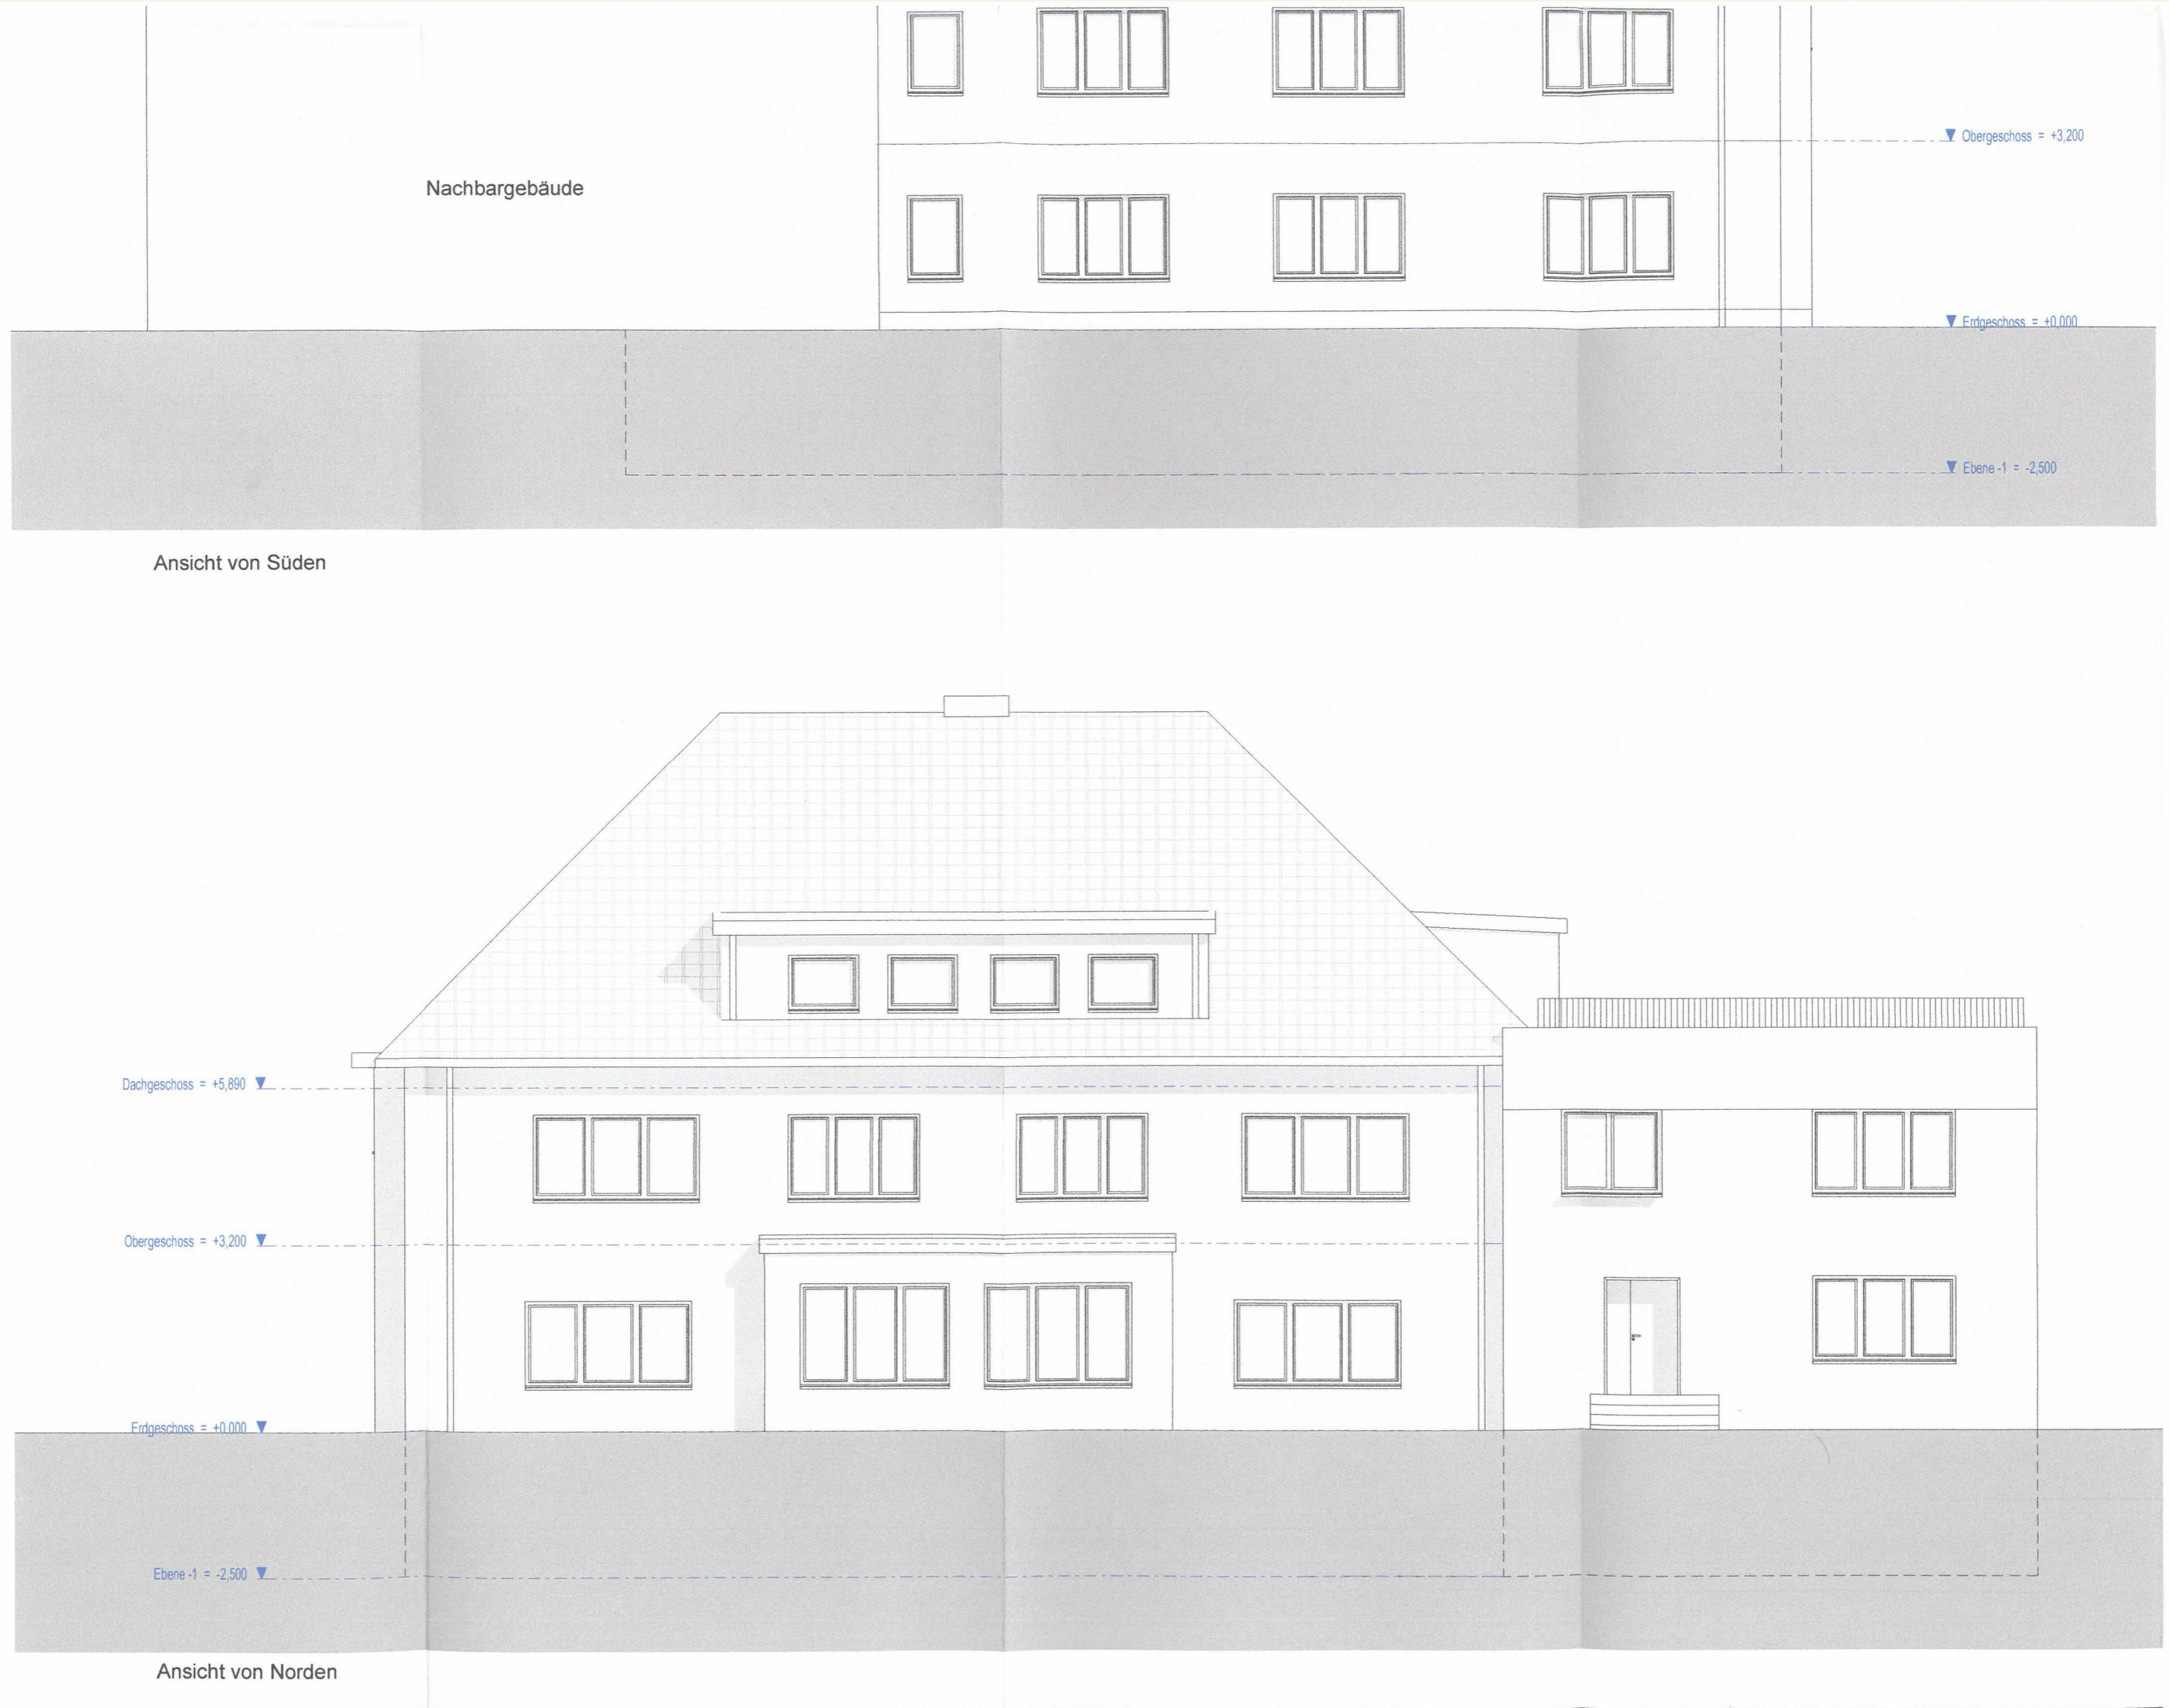 Obergeschoss = +3,200
Nachbargebäude
Erdgeschoss = +0,000
Ebene -1 = -2,500
Ansicht von Süden
Dachgeschoss = +5,890
Obergeschoss = +3,200
Erdgeschoss = +0,000
Ebene -1 = -2,500
Ansicht von Norden